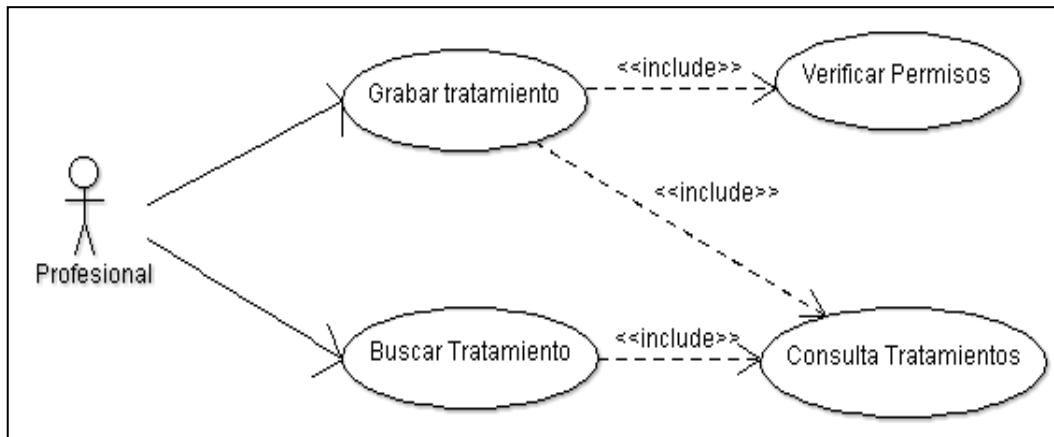 Grabar tratamiento
<<include>>
Verificar Permisos
<<include>>
Profesional
Buscar Tratamiento
<<include>>
Consulta Tratamientos